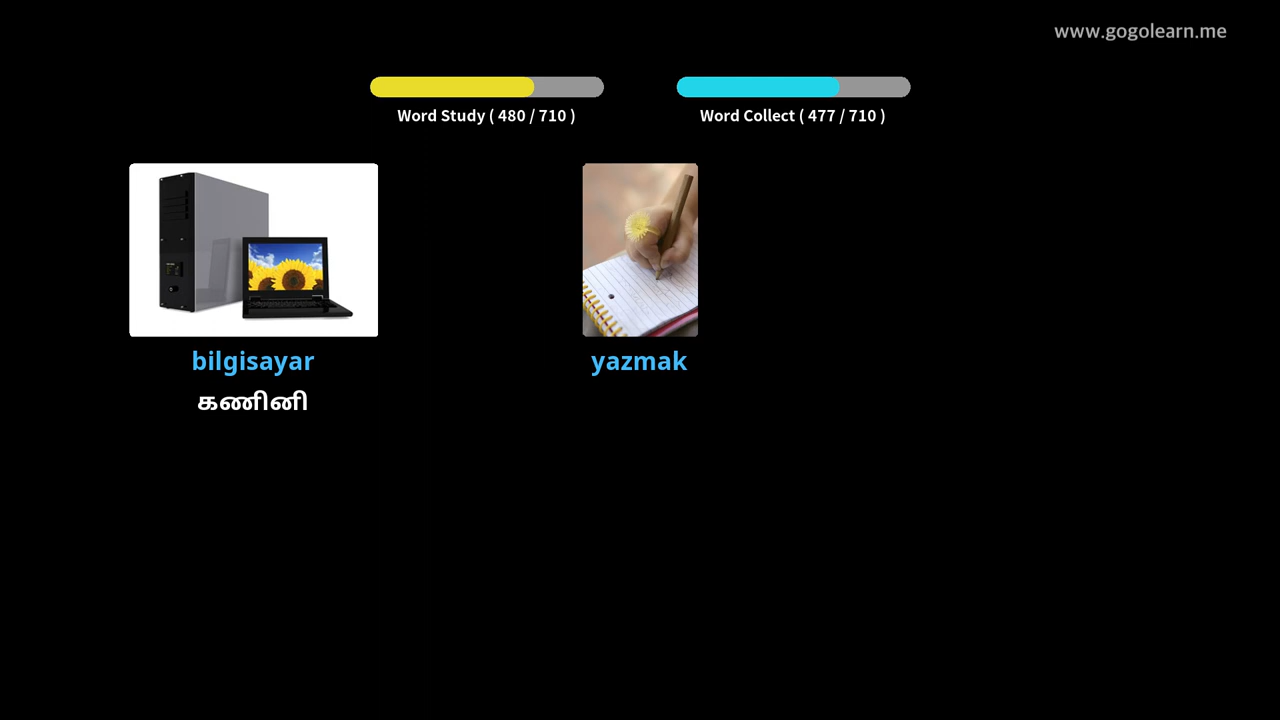 www.gogolearn.me
Word Study ( 480 / 710 )
Word Collect ( 477 / 710 )
bilgisayar
கணினி
yazmak